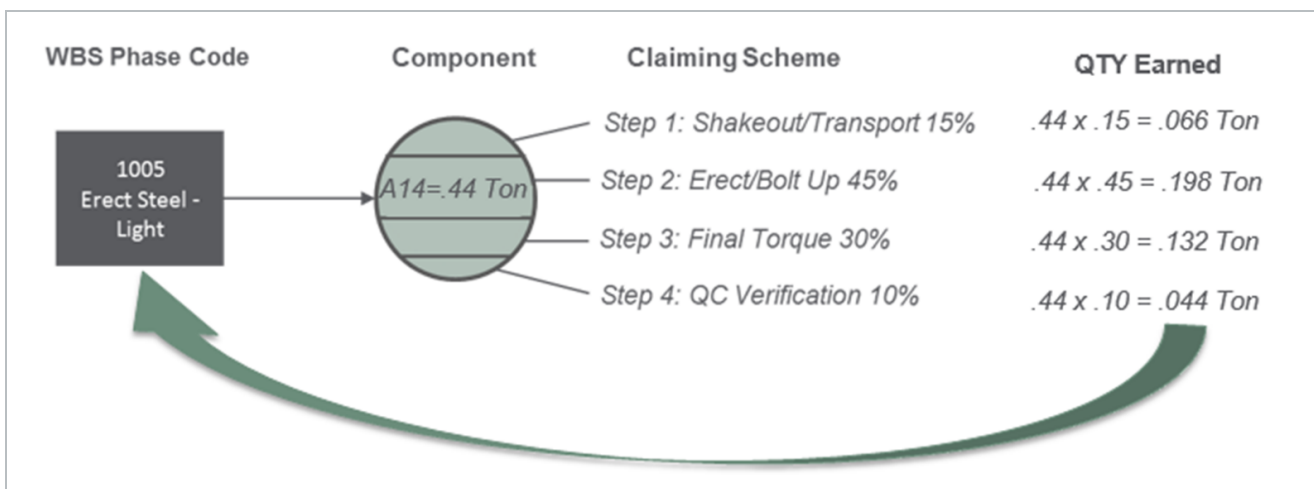 WBS Phase Code
Component
Claiming Scheme
QTY Earned
1005
Erect Steel -
Light
A14=.44 Ton
Step 1: Shakeout/Transport 15%
.44 x .15 = .066 Ton
Step 2: Erect/Bolt Up 45%
.44 x .45 = .198 Ton
Step 3: Final Torque 30%
.44 x .30 = .132 Ton
Step 4: QC Verification 10%
.44 x .10 = .044 Ton